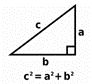 c
a
b
c² = a² + b²